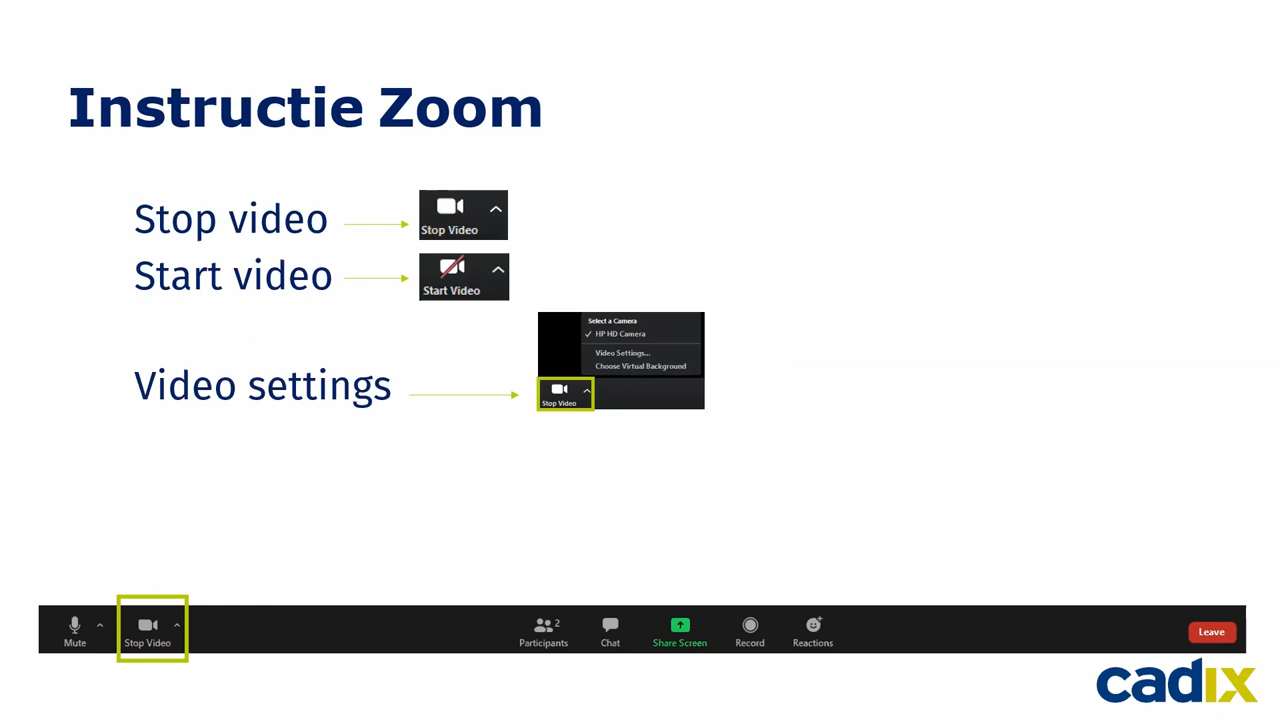 Instructie Zoom
Stop video
Stop Video
Start video
Start Video
Select a Camera
✓ HP HD Camera
Video Settings...
Choose Virtual Background
Video settings
Stop Video
Mute
Stop Video
Participants 2
Chat
Share Screen
Record
Reactions
Leave
cadix